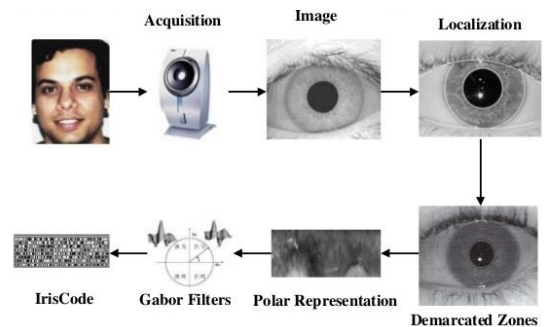 Acquisition
Image
Localization
IrisCode
Gabor Filters
Polar Representation
Demarcated Zones